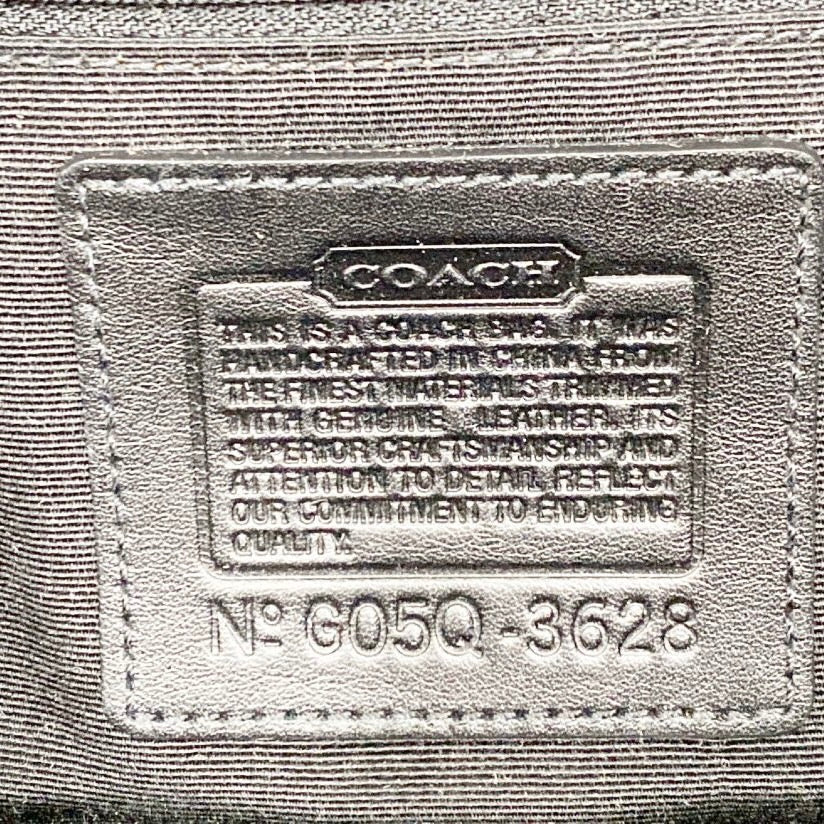 COACH
THIS IS A COACH BAG. IT WAS
HANDCRAFTED IN CHINA FROM
THE FINEST MATERIALS TRIMMED
WITH GENUINE LEATHER. ITS
SUPERIOR CRAFTSMANSHIP AND
ATTENTION TO DETAIL REFLECT
OUR COMMITMENT TO ENDURING
QUALITY.
Nº G05Q-3628